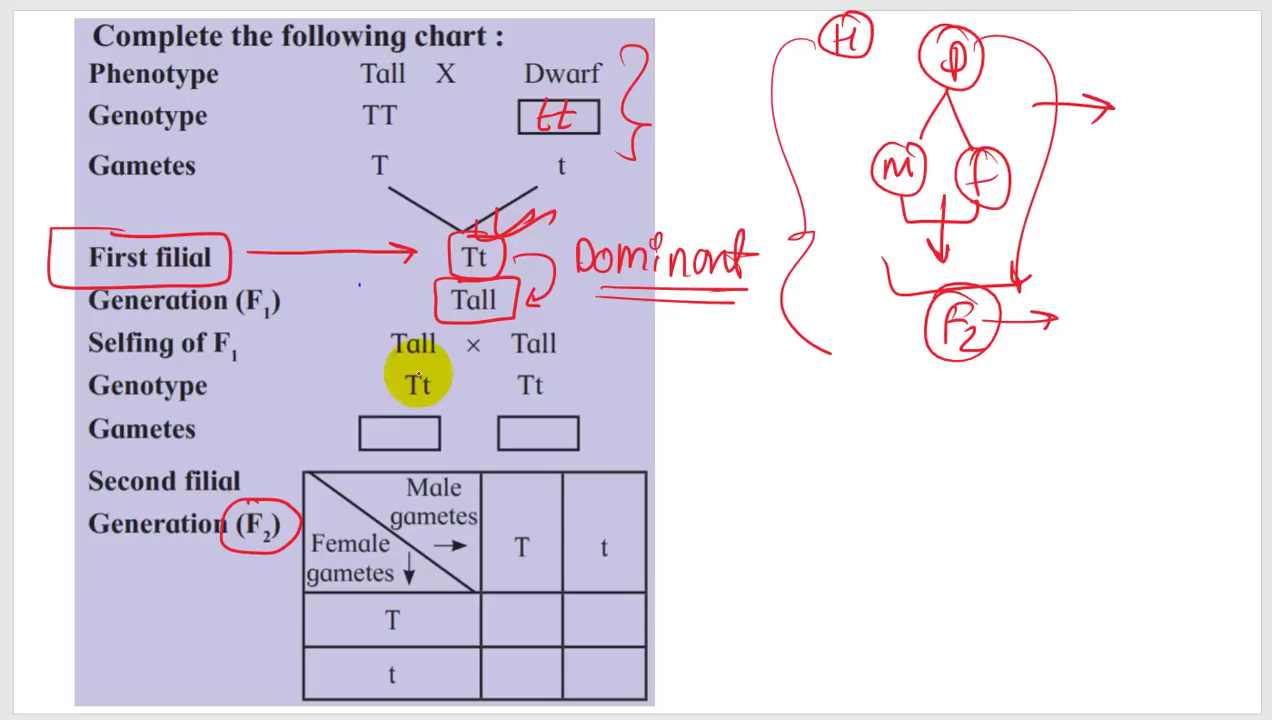 Complete the following chart :
Phenotype Tall X Dwarf
Genotype TT tt
Gametes T t
First filial Tt Dominant
Generation (F₁) Tall
Selfing of F₁ Tall × Tall
Genotype Tt Tt
Gametes
Second filial
Generation (F₂)
Male
gametes
Female
gametes
T t
T
t
H
P
M f
F2